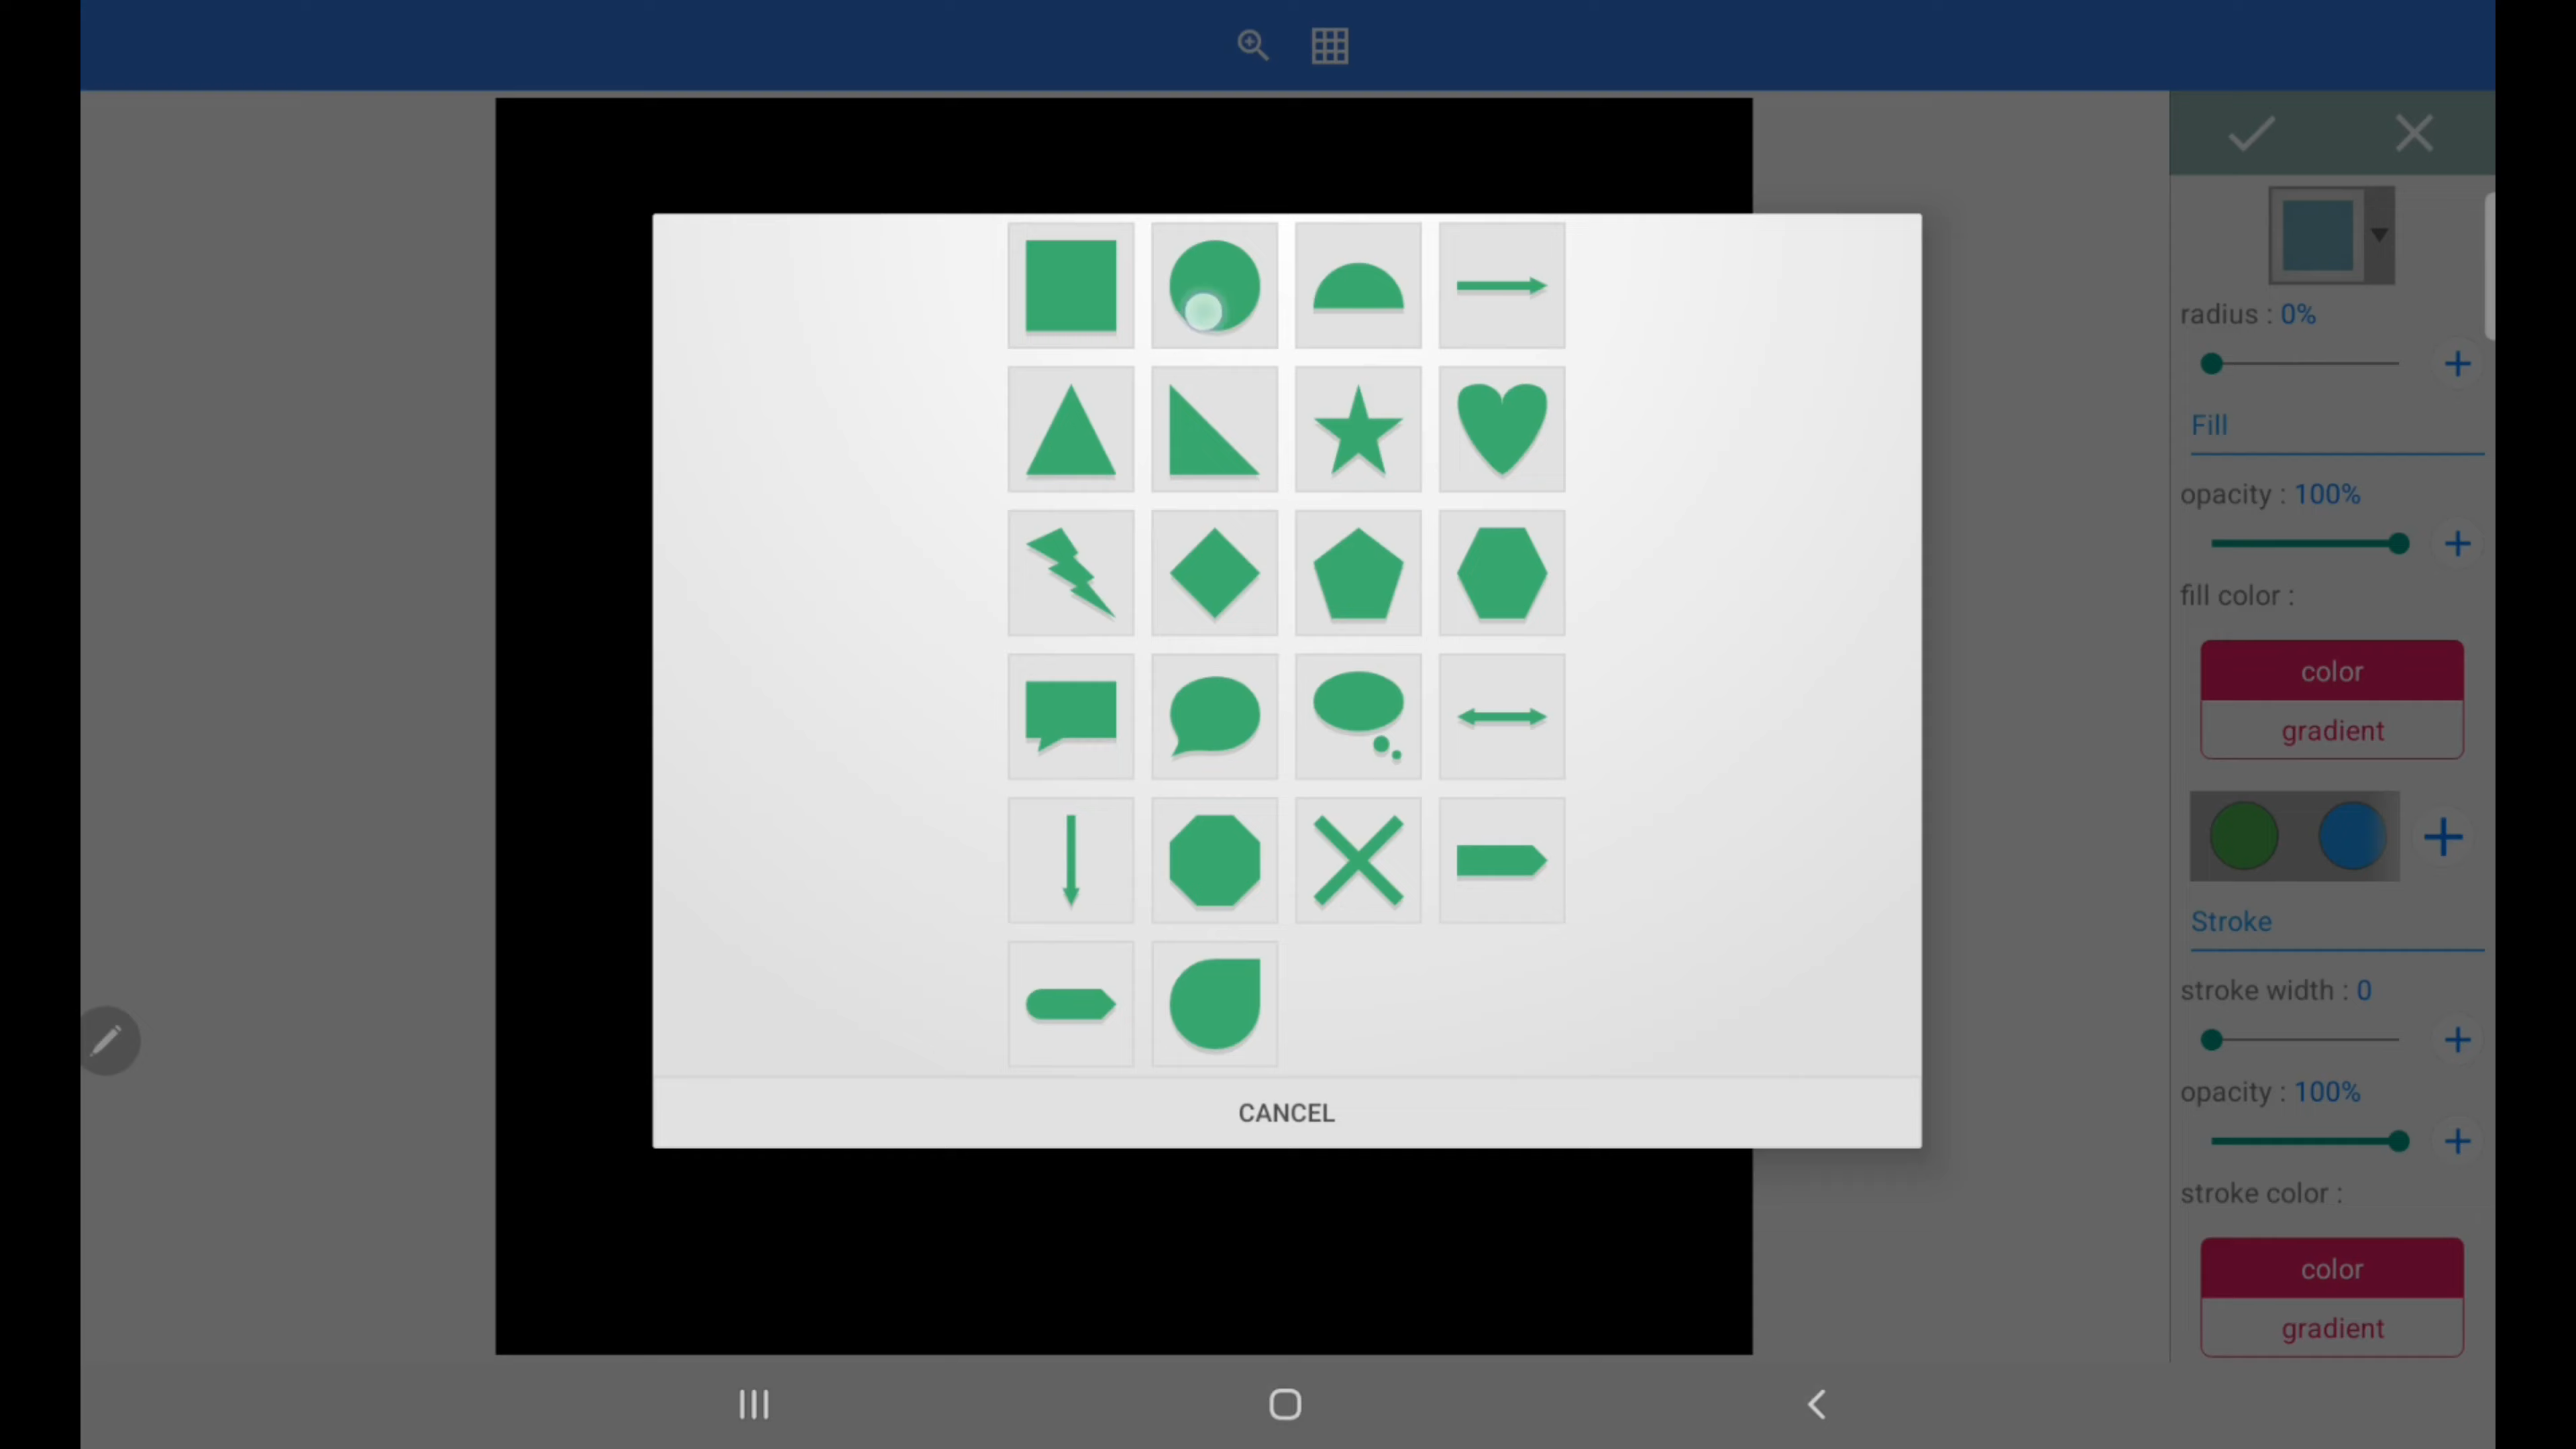 radius : 0%
Fill
opacity : 100%
fill color :
color
gradient
Stroke
stroke width : 0
opacity : 100%
stroke color :
color
gradient
CANCEL